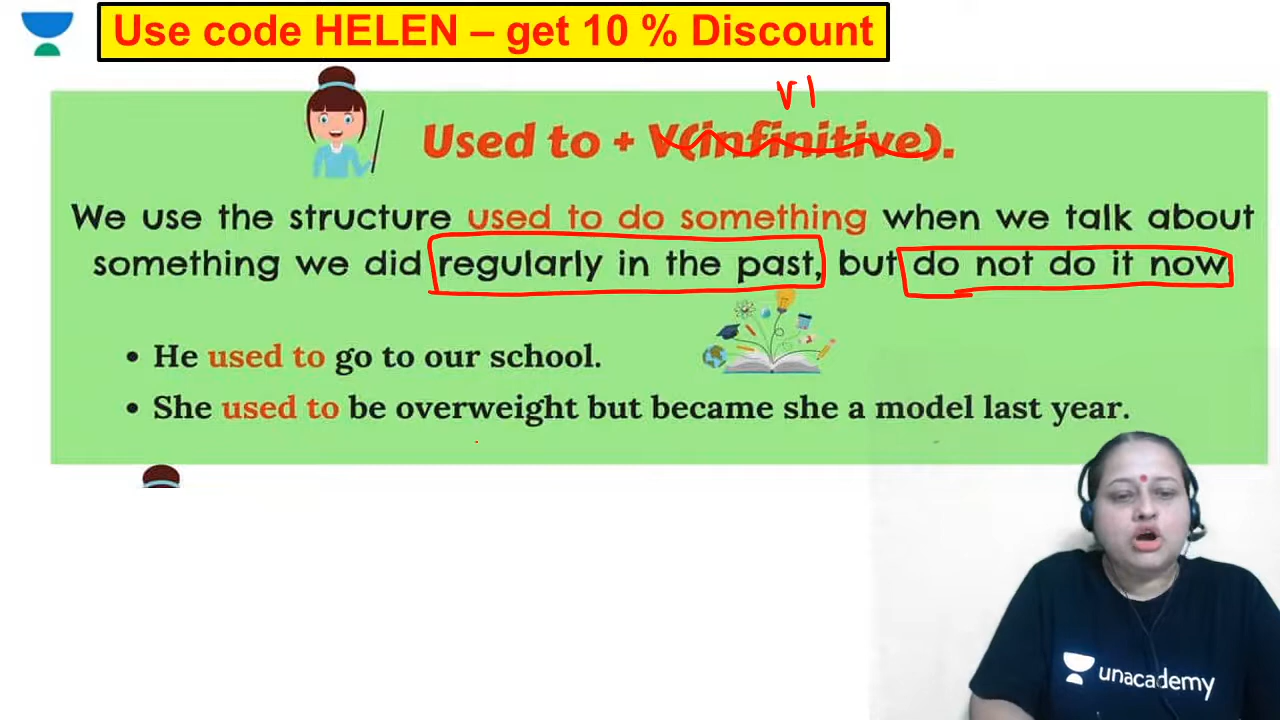 Use code HELEN – get 10 % Discount
V1
Used to + V(infinitive).
We use the structure used to do something when we talk about
something we did regularly in the past, but do not do it now.
• He used to go to our school.
• She used to be overweight but became she a model last year.
unacademy